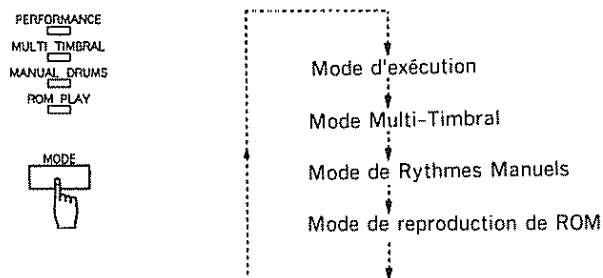 PERFORMANCE
MULTI TIMBRAL
MANUAL DRUMS
ROM PLAY
MODE
Mode d'exécution
Mode Multi-Timbral
Mode de Rythmes Manuels
Mode de reproduction de ROM